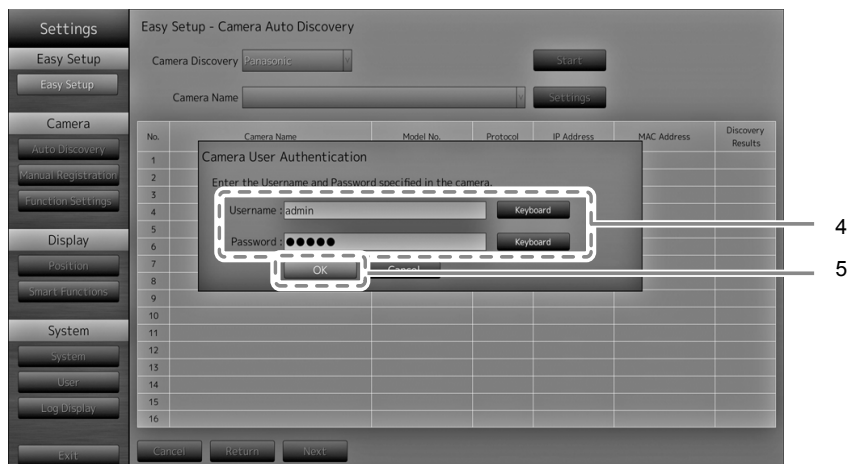 Settings
Easy Setup
Easy Setup
Camera
Auto Discovery
Manual Registration
Function Settings
Display
Position
Smart Functions
System
System
User
Log Display
Exit
Easy Setup - Camera Auto Discovery
Camera Discovery Panasonic Start
Camera Name Settings
No. Camera Name Model No. Protocol IP Address MAC Address Discovery Results
1
2
3
4
5
6
7
8
9
10
11
12
13
14
15
16
Camera User Authentication
Enter the Username and Password specified in the camera.
Username : admin Keyboard
Password : ●●●●● Keyboard
OK Cancel
Cancel Return Next
4
5